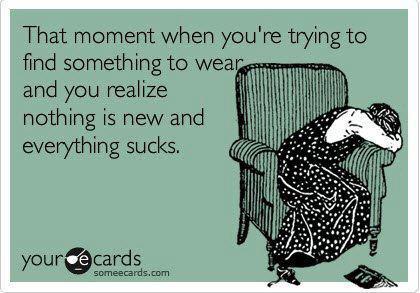 That moment when you're trying to
find something to wear
and you realize
nothing is new and
everything sucks.
your e cards
someecards.com